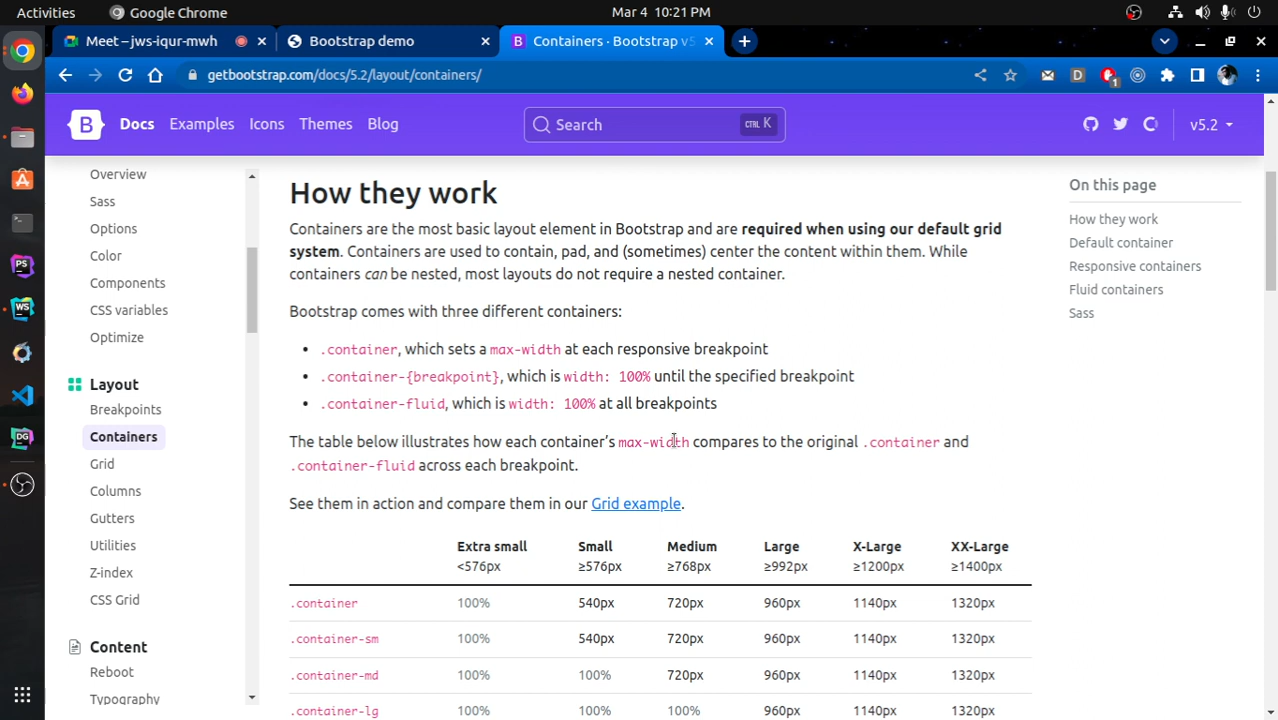 Activities
Google Chrome
Mar 4 10:21 PM
Meet – jws-iqur-mwh
Bootstrap demo
Containers · Bootstrap v5
getbootstrap.com/docs/5.2/layout/containers/
D
1
B
Docs
Examples
Icons
Themes
Blog
Search
CTRL K
v5.2
PS
WS
DG
Overview
Sass
Options
Color
Components
CSS variables
Optimize
Layout
Breakpoints
Containers
Grid
Columns
Gutters
Utilities
Z-index
CSS Grid
Content
Reboot
Typography
How they work
Containers are the most basic layout element in Bootstrap and are required when using our default grid
system. Containers are used to contain, pad, and (sometimes) center the content within them. While
containers can be nested, most layouts do not require a nested container.
Bootstrap comes with three different containers:
• .container, which sets a max-width at each responsive breakpoint
• .container-{breakpoint}, which is width: 100% until the specified breakpoint
• .container-fluid, which is width: 100% at all breakpoints
The table below illustrates how each container's max-width compares to the original .container and
.container-fluid across each breakpoint.
See them in action and compare them in our Grid example.
Extra small Small Medium Large X-Large XX-Large
<576px ≥576px ≥768px ≥992px ≥1200px ≥1400px
.container 100% 540px 720px 960px 1140px 1320px
.container-sm 100% 540px 720px 960px 1140px 1320px
.container-md 100% 100% 720px 960px 1140px 1320px
.container-lg 100% 100% 100% 960px 1140px 1320px
On this page
How they work
Default container
Responsive containers
Fluid containers
Sass